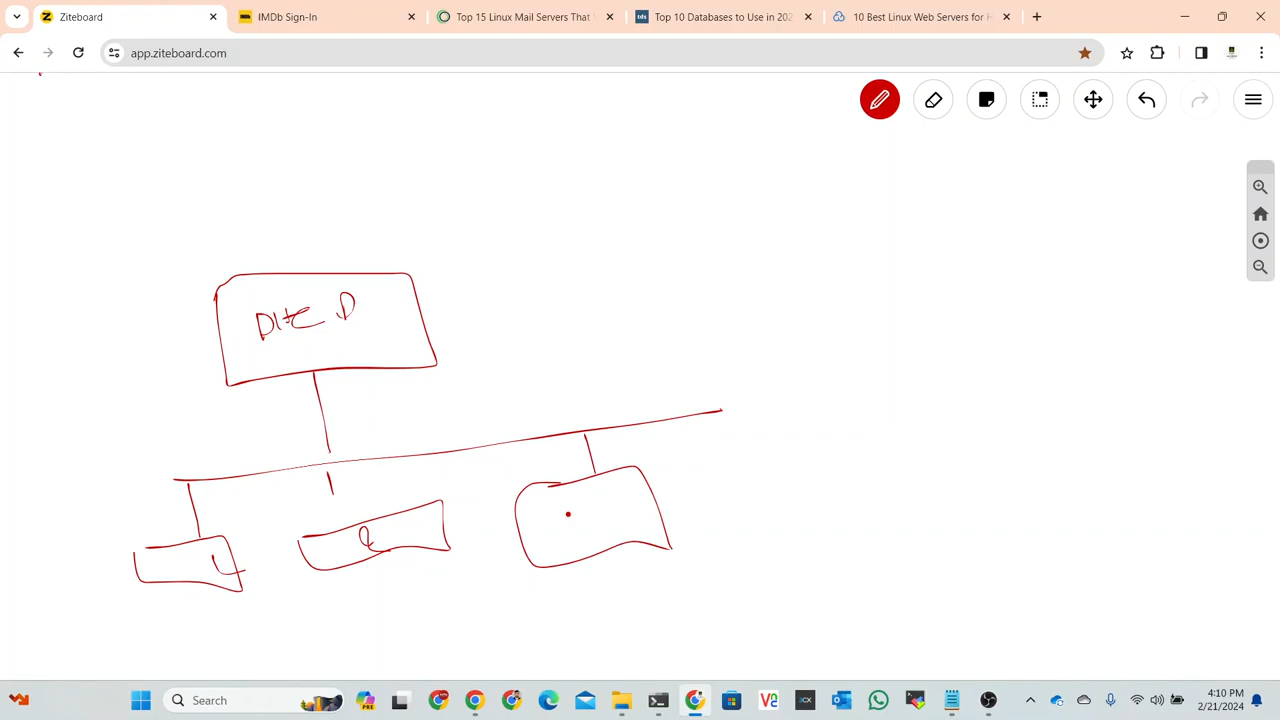 Ziteboard
IMDb Sign-In
Top 15 Linux Mail Servers That
Top 10 Databases to Use in 202
10 Best Linux Web Servers for H
app.ziteboard.com
Search
4:10 PM
2/21/2024